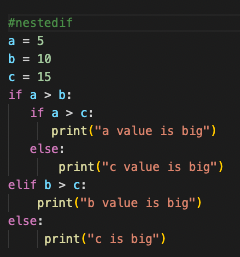 #nestedif
a = 5
b = 10
c = 15
if a > b:
   if a > c:
      print("a value is big")
   else:
       print("c value is big")
elif b > c:
    print("b value is big")
else:
     print("c is big")